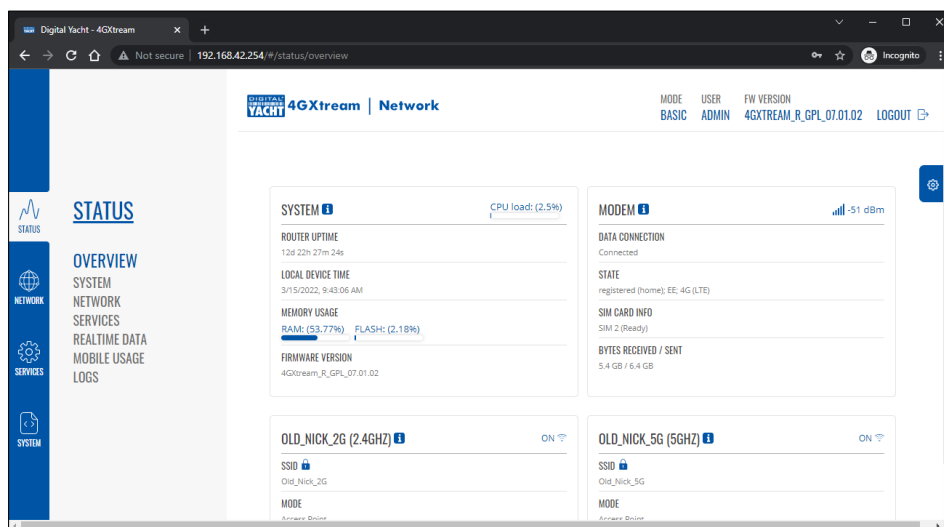 Digital Yacht - 4GXtream
Not secure 192.168.42.254/#/status/overview Incognito
DIGITAL YACHT 4GXtream | Network
MODE USER FW VERSION
BASIC ADMIN 4GXTREAM_R_GPL_07.01.02 LOGOUT
STATUS
NETWORK
SERVICES
SYSTEM
STATUS
OVERVIEW
SYSTEM
NETWORK
SERVICES
REALTIME DATA
MOBILE USAGE
LOGS
SYSTEM CPU load: (2.5%)
ROUTER UPTIME
12d 22h 27m 24s
LOCAL DEVICE TIME
3/15/2022, 9:43:06 AM
MEMORY USAGE
RAM: (53.77%) FLASH: (2.18%)
FIRMWARE VERSION
4GXtream_R_GPL_07.01.02
MODEM -51 dBm
DATA CONNECTION
Connected
STATE
registered (home); EE; 4G (LTE)
SIM CARD INFO
SIM 2 (Ready)
BYTES RECEIVED / SENT
5.4 GB / 6.4 GB
OLD_NICK_2G (2.4GHZ) ON
SSID
Old_Nick_2G
MODE
Access Point
OLD_NICK_5G (5GHZ) ON
SSID
Old_Nick_5G
MODE
Access Point